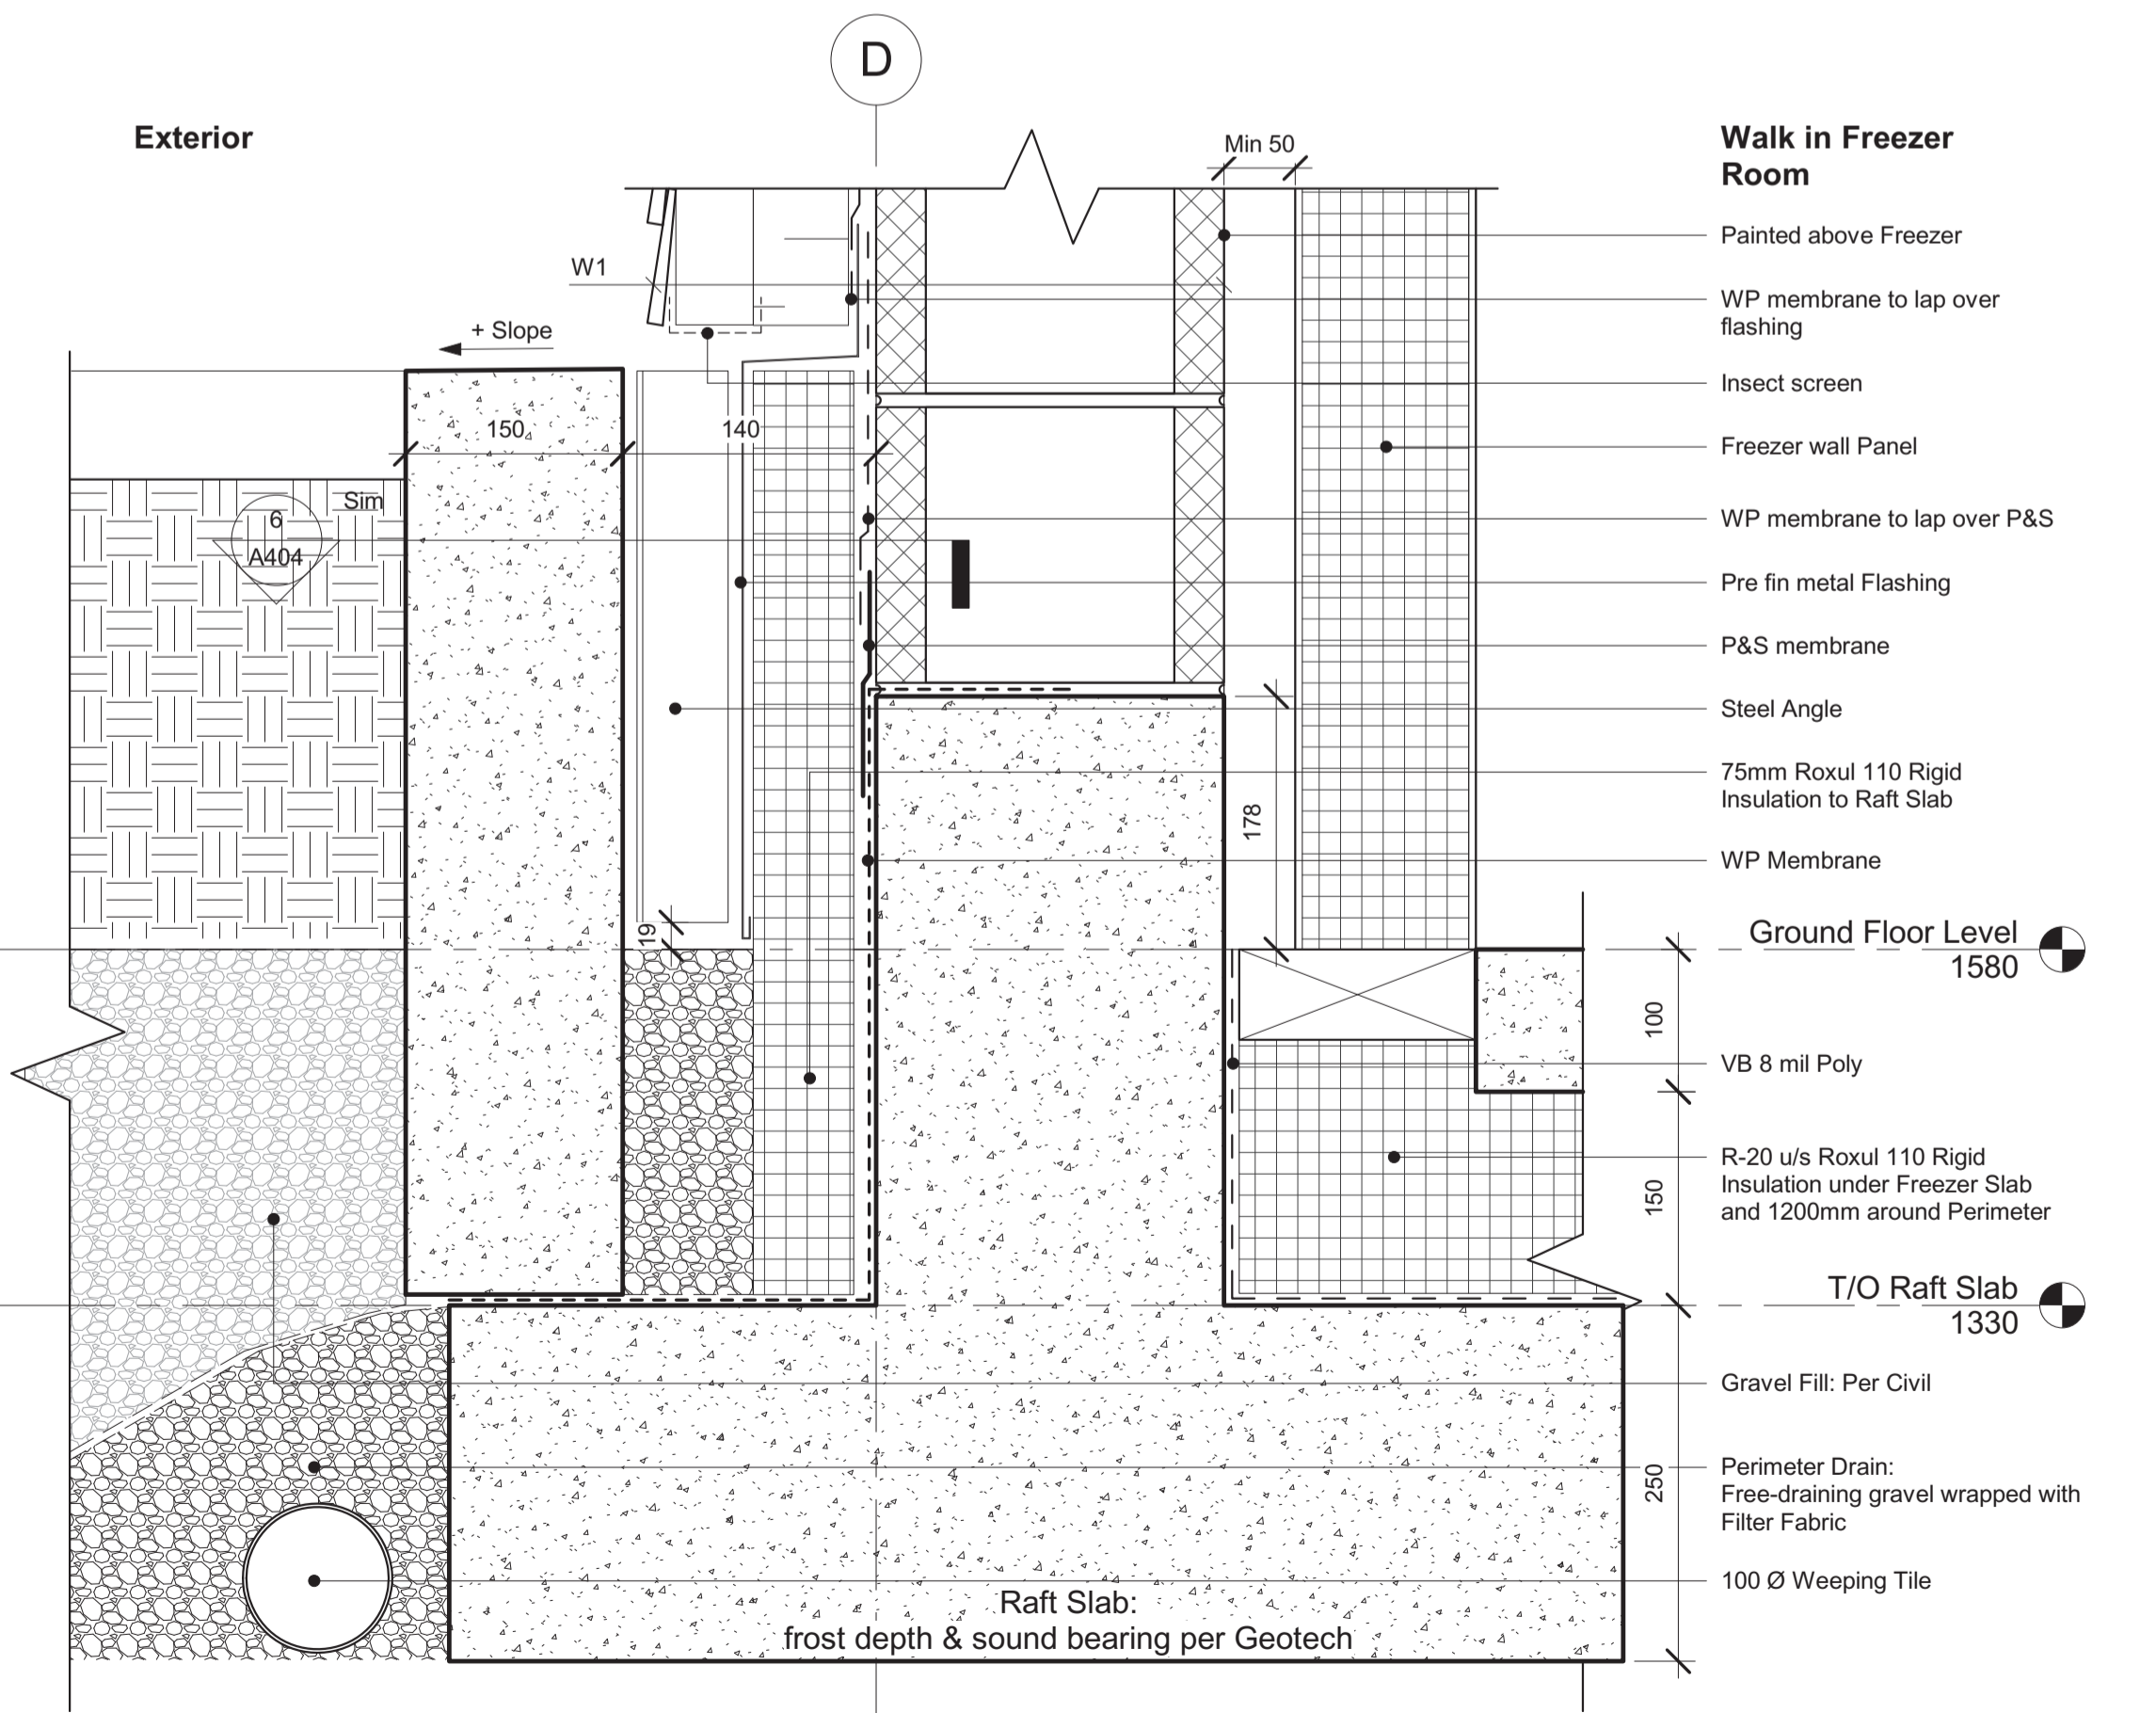 D
Exterior
Walk in Freezer
Room
Min 50
Painted above Freezer
W1
WP membrane to lap over
flashing
+ Slope
Insect screen
150
140
Freezer wall Panel
Sim
6
A404
WP membrane to lap over P&S
Pre fin metal Flashing
P&S membrane
Steel Angle
75mm Roxul 110 Rigid
Insulation to Raft Slab
178
WP Membrane
19
Ground Floor Level
1580
100
VB 8 mil Poly
R-20 u/s Roxul 110 Rigid
Insulation under Freezer Slab
and 1200mm around Perimeter
150
T/O Raft Slab
1330
Gravel Fill: Per Civil
250
Perimeter Drain:
Free-draining gravel wrapped with
Filter Fabric
100 Ø Weeping Tile
Raft Slab:
frost depth & sound bearing per Geotech